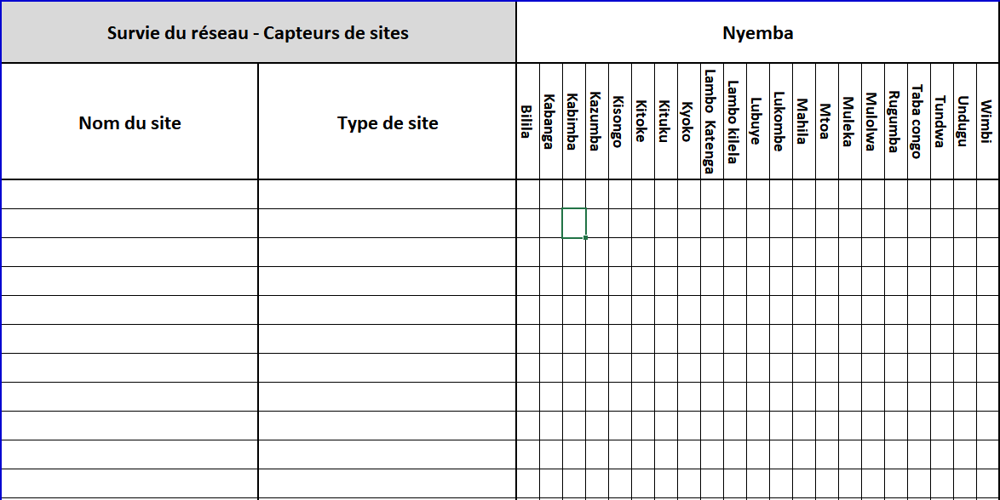 Survie du réseau - Capteurs de sites
Nyemba
Nom du site
Type de site
Bilila
Kabanga
Kabimba
Kazumba
Kisongo
Kitoke
Kituku
Kyoko
Lambo Katenga
Lambo kilela
Lubuye
Lukombe
Mahila
Mtoa
Muleka
Mulolwa
Rugumba
Taba congo
Tundwa
Undugu
Wimbi